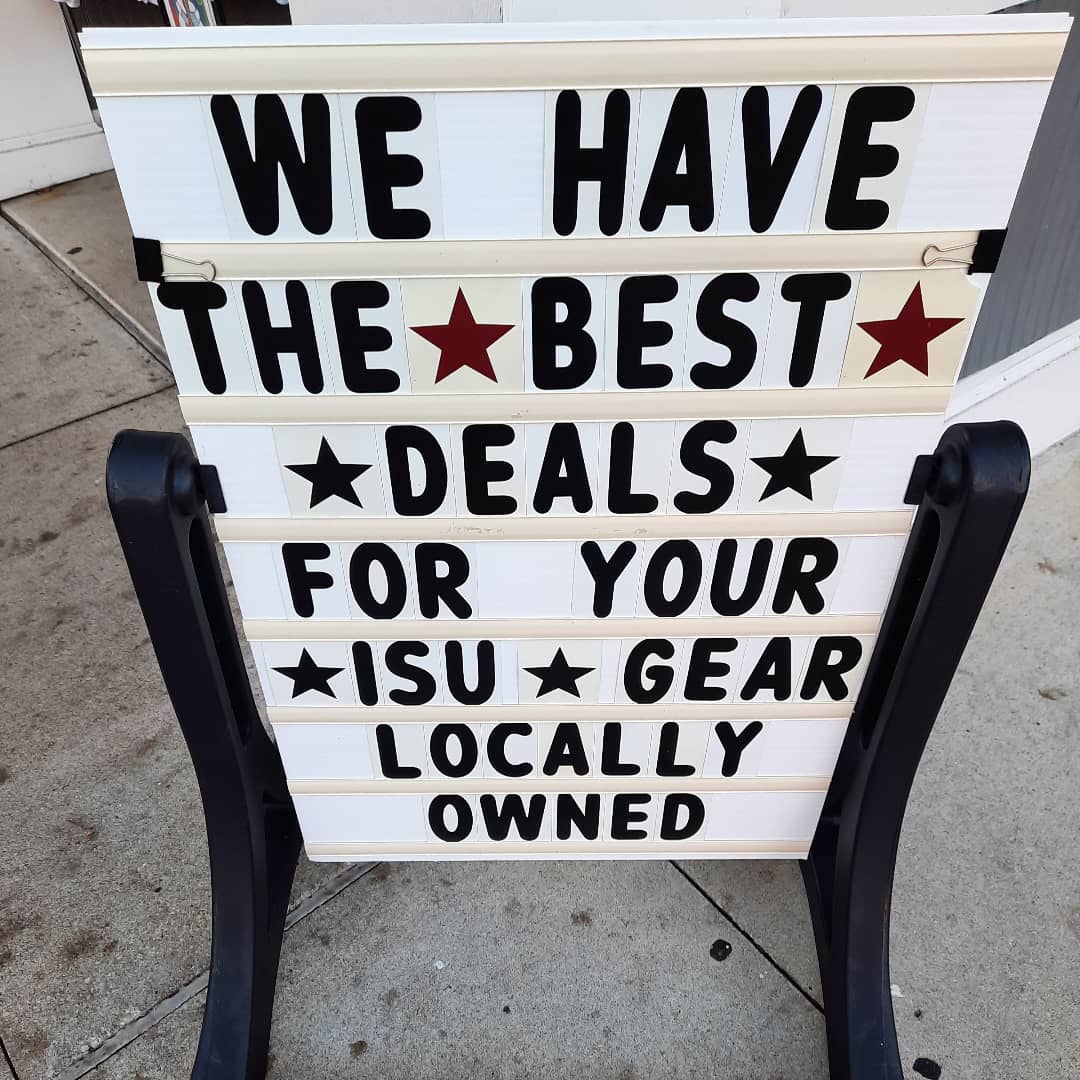 WE HAVE
THE★BEST★
★DEALS★
FOR YOUR
★ISU★GEAR
LOCALLY
OWNED